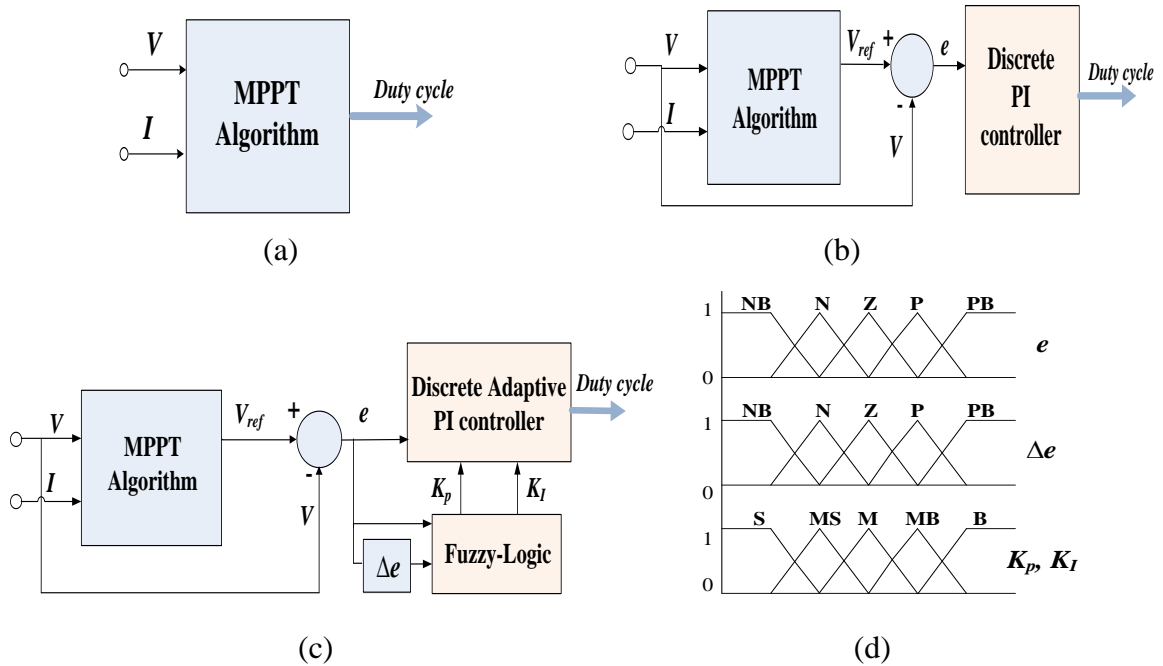 V
I
MPPT
Algorithm
Duty cycle
(a)
V
I
MPPT
Algorithm
Vref
+
-
V
e
Discrete
PI
controller
Duty cycle
(b)
V
I
MPPT
Algorithm
Vref
+
-
V
e
Discrete Adaptive
PI controller
Duty cycle
Kp
KI
Δe
Fuzzy-Logic
(c)
NB N Z P PB
1
0
e
NB N Z P PB
1
0
Δe
S MS M MB B
1
0
Kp, KI
(d)